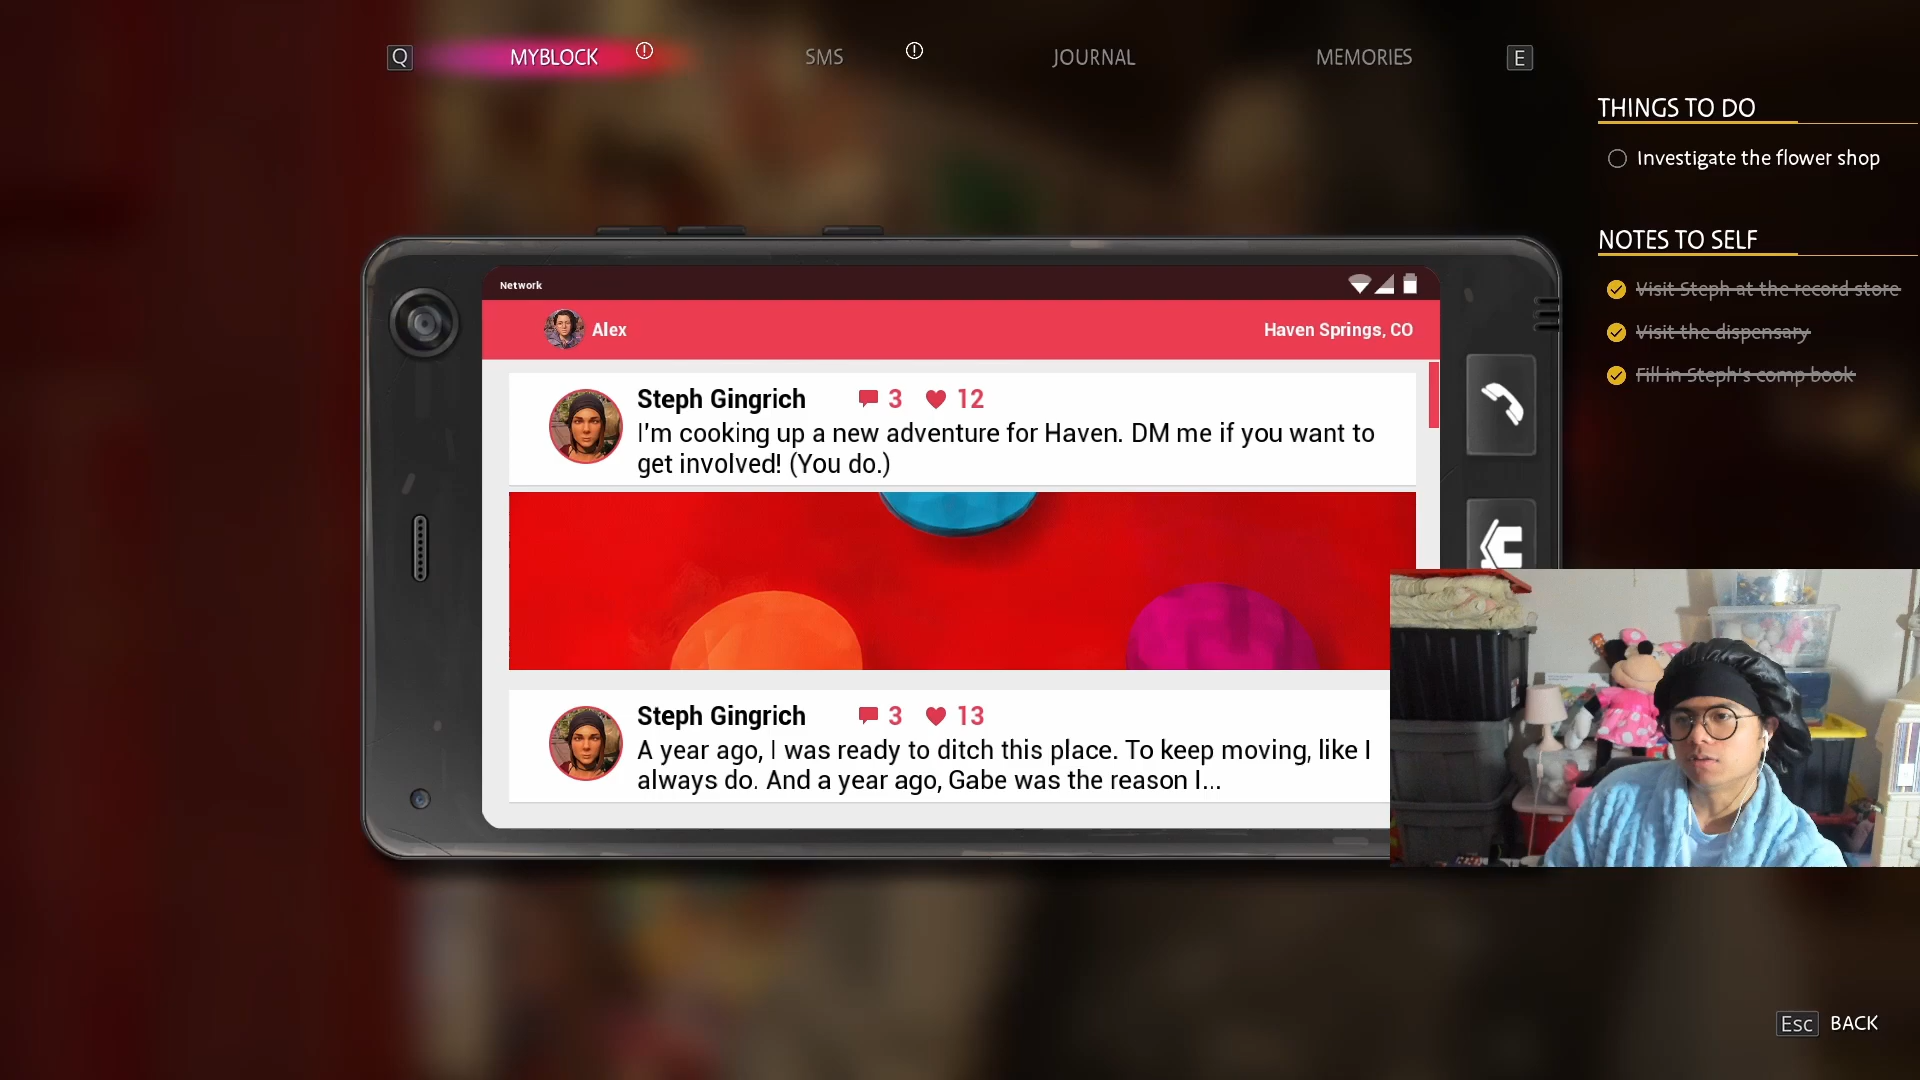 Q MYBLOCK SMS JOURNAL MEMORIES E
THINGS TO DO
Investigate the flower shop
NOTES TO SELF
Visit Steph at the record store
Visit the dispensary
Fill in Steph's comp book
Network
Alex Haven Springs, CO
Steph Gingrich 3 12
I'm cooking up a new adventure for Haven. DM me if you want to
get involved! (You do.)
Steph Gingrich 3 13
A year ago, I was ready to ditch this place. To keep moving, like I
always do. And a year ago, Gabe was the reason I...
Esc BACK